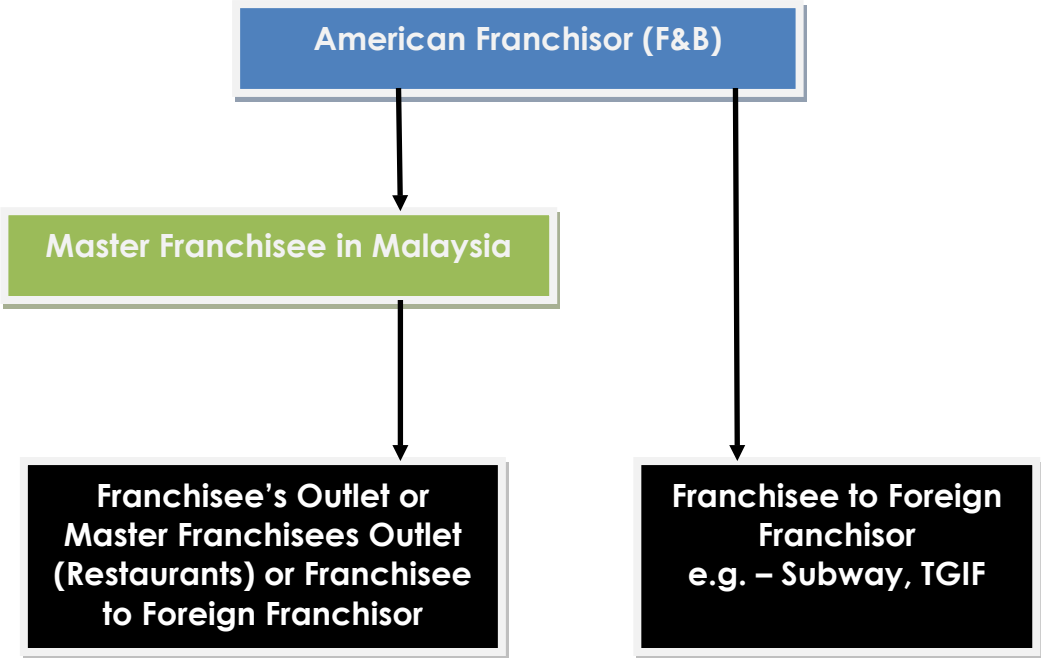 American Franchisor (F&B)
Master Franchisee in Malaysia
Franchisee’s Outlet or
Master Franchisees Outlet
(Restaurants) or Franchisee
to Foreign Franchisor
Franchisee to Foreign
Franchisor
e.g. – Subway, TGIF